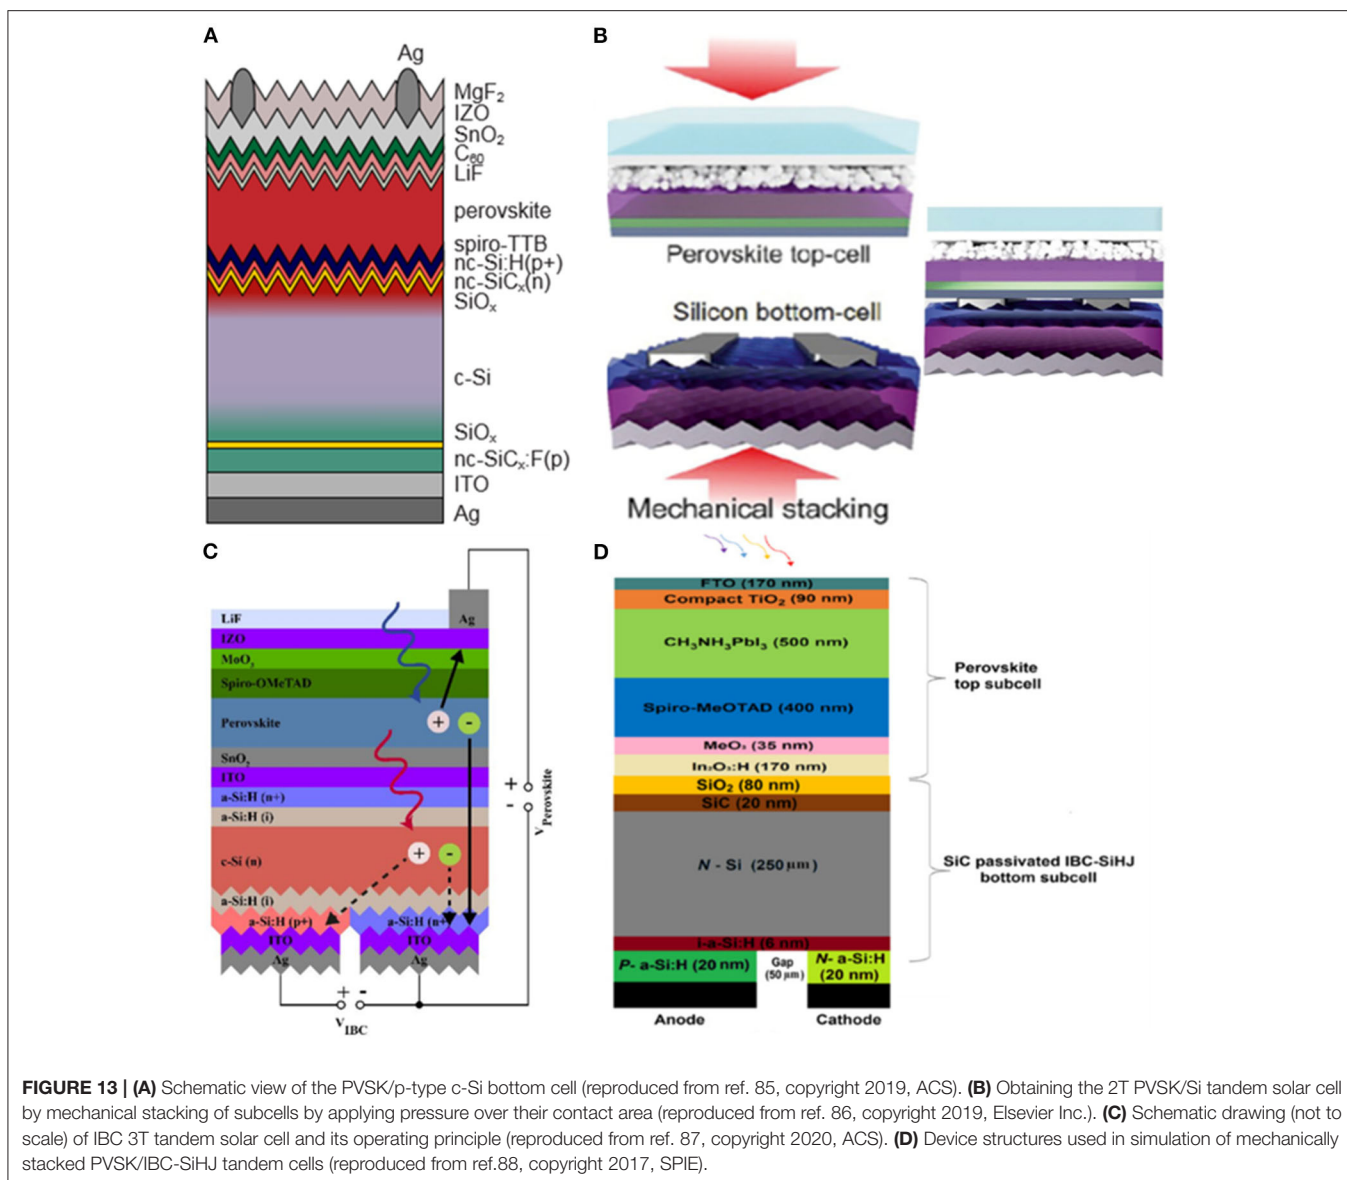 A
Ag
MgF₂
IZO
SnO₂
C₆₀
LiF
perovskite
spiro-TTB
nc-Si:H(p+)
nc-SiCₓ(n)
SiOₓ
c-Si
SiOₓ
nc-SiCₓ:F(p)
ITO
Ag
B
Perovskite top-cell
Silicon bottom-cell
Mechanical stacking
C
LiF
Ag
IZO
MoO₃
Spiro-OMeTAD
Perovskite
+ -
SnO₂
ITO
a-Si:H (n+)
a-Si:H (i)
c-Si (n)
+ -
a-Si:H (i)
a-Si:H (p+)
a-Si:H (n+)
ITO
ITO
Ag
Ag
+ -
V IBC
+
-
V Perovskite
D
FTO (170 nm)
Compact TiO₂ (90 nm)
CH₃NH₃PbI₃ (500 nm)
Spiro-MeOTAD (400 nm)
MeO₃ (35 nm)
In₂O₃:H (170 nm)
SiO₂ (80 nm)
SiC (20 nm)
N - Si (250 μm)
i-a-Si:H (6 nm)
P- a-Si:H (20 nm)
Gap
(50 μm)
N- a-Si:H
(20 nm)
Anode
Cathode
Perovskite
top subcell
SiC passivated IBC-SiHJ
bottom subcell
FIGURE 13 | (A) Schematic view of the PVSK/p-type c-Si bottom cell (reproduced from ref. 85, copyright 2019, ACS). (B) Obtaining the 2T PVSK/Si tandem solar cell
by mechanical stacking of subcells by applying pressure over their contact area (reproduced from ref. 86, copyright 2019, Elsevier Inc.). (C) Schematic drawing (not to
scale) of IBC 3T tandem solar cell and its operating principle (reproduced from ref. 87, copyright 2020, ACS). (D) Device structures used in simulation of mechanically
stacked PVSK/IBC-SiHJ tandem cells (reproduced from ref.88, copyright 2017, SPIE).